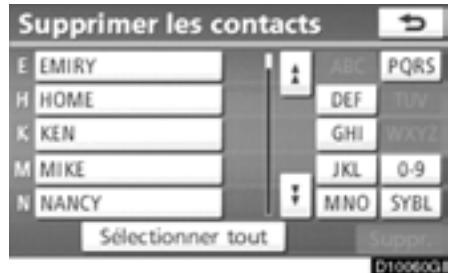 Supprimer les contacts
E EMIRY ABC PQRS
H HOME DEF TUV
K KEN GHI WXYZ
M MIKE JKL 0-9
N NANCY MNO SYBL
Sélectionner tout Suppr.
D10060GI